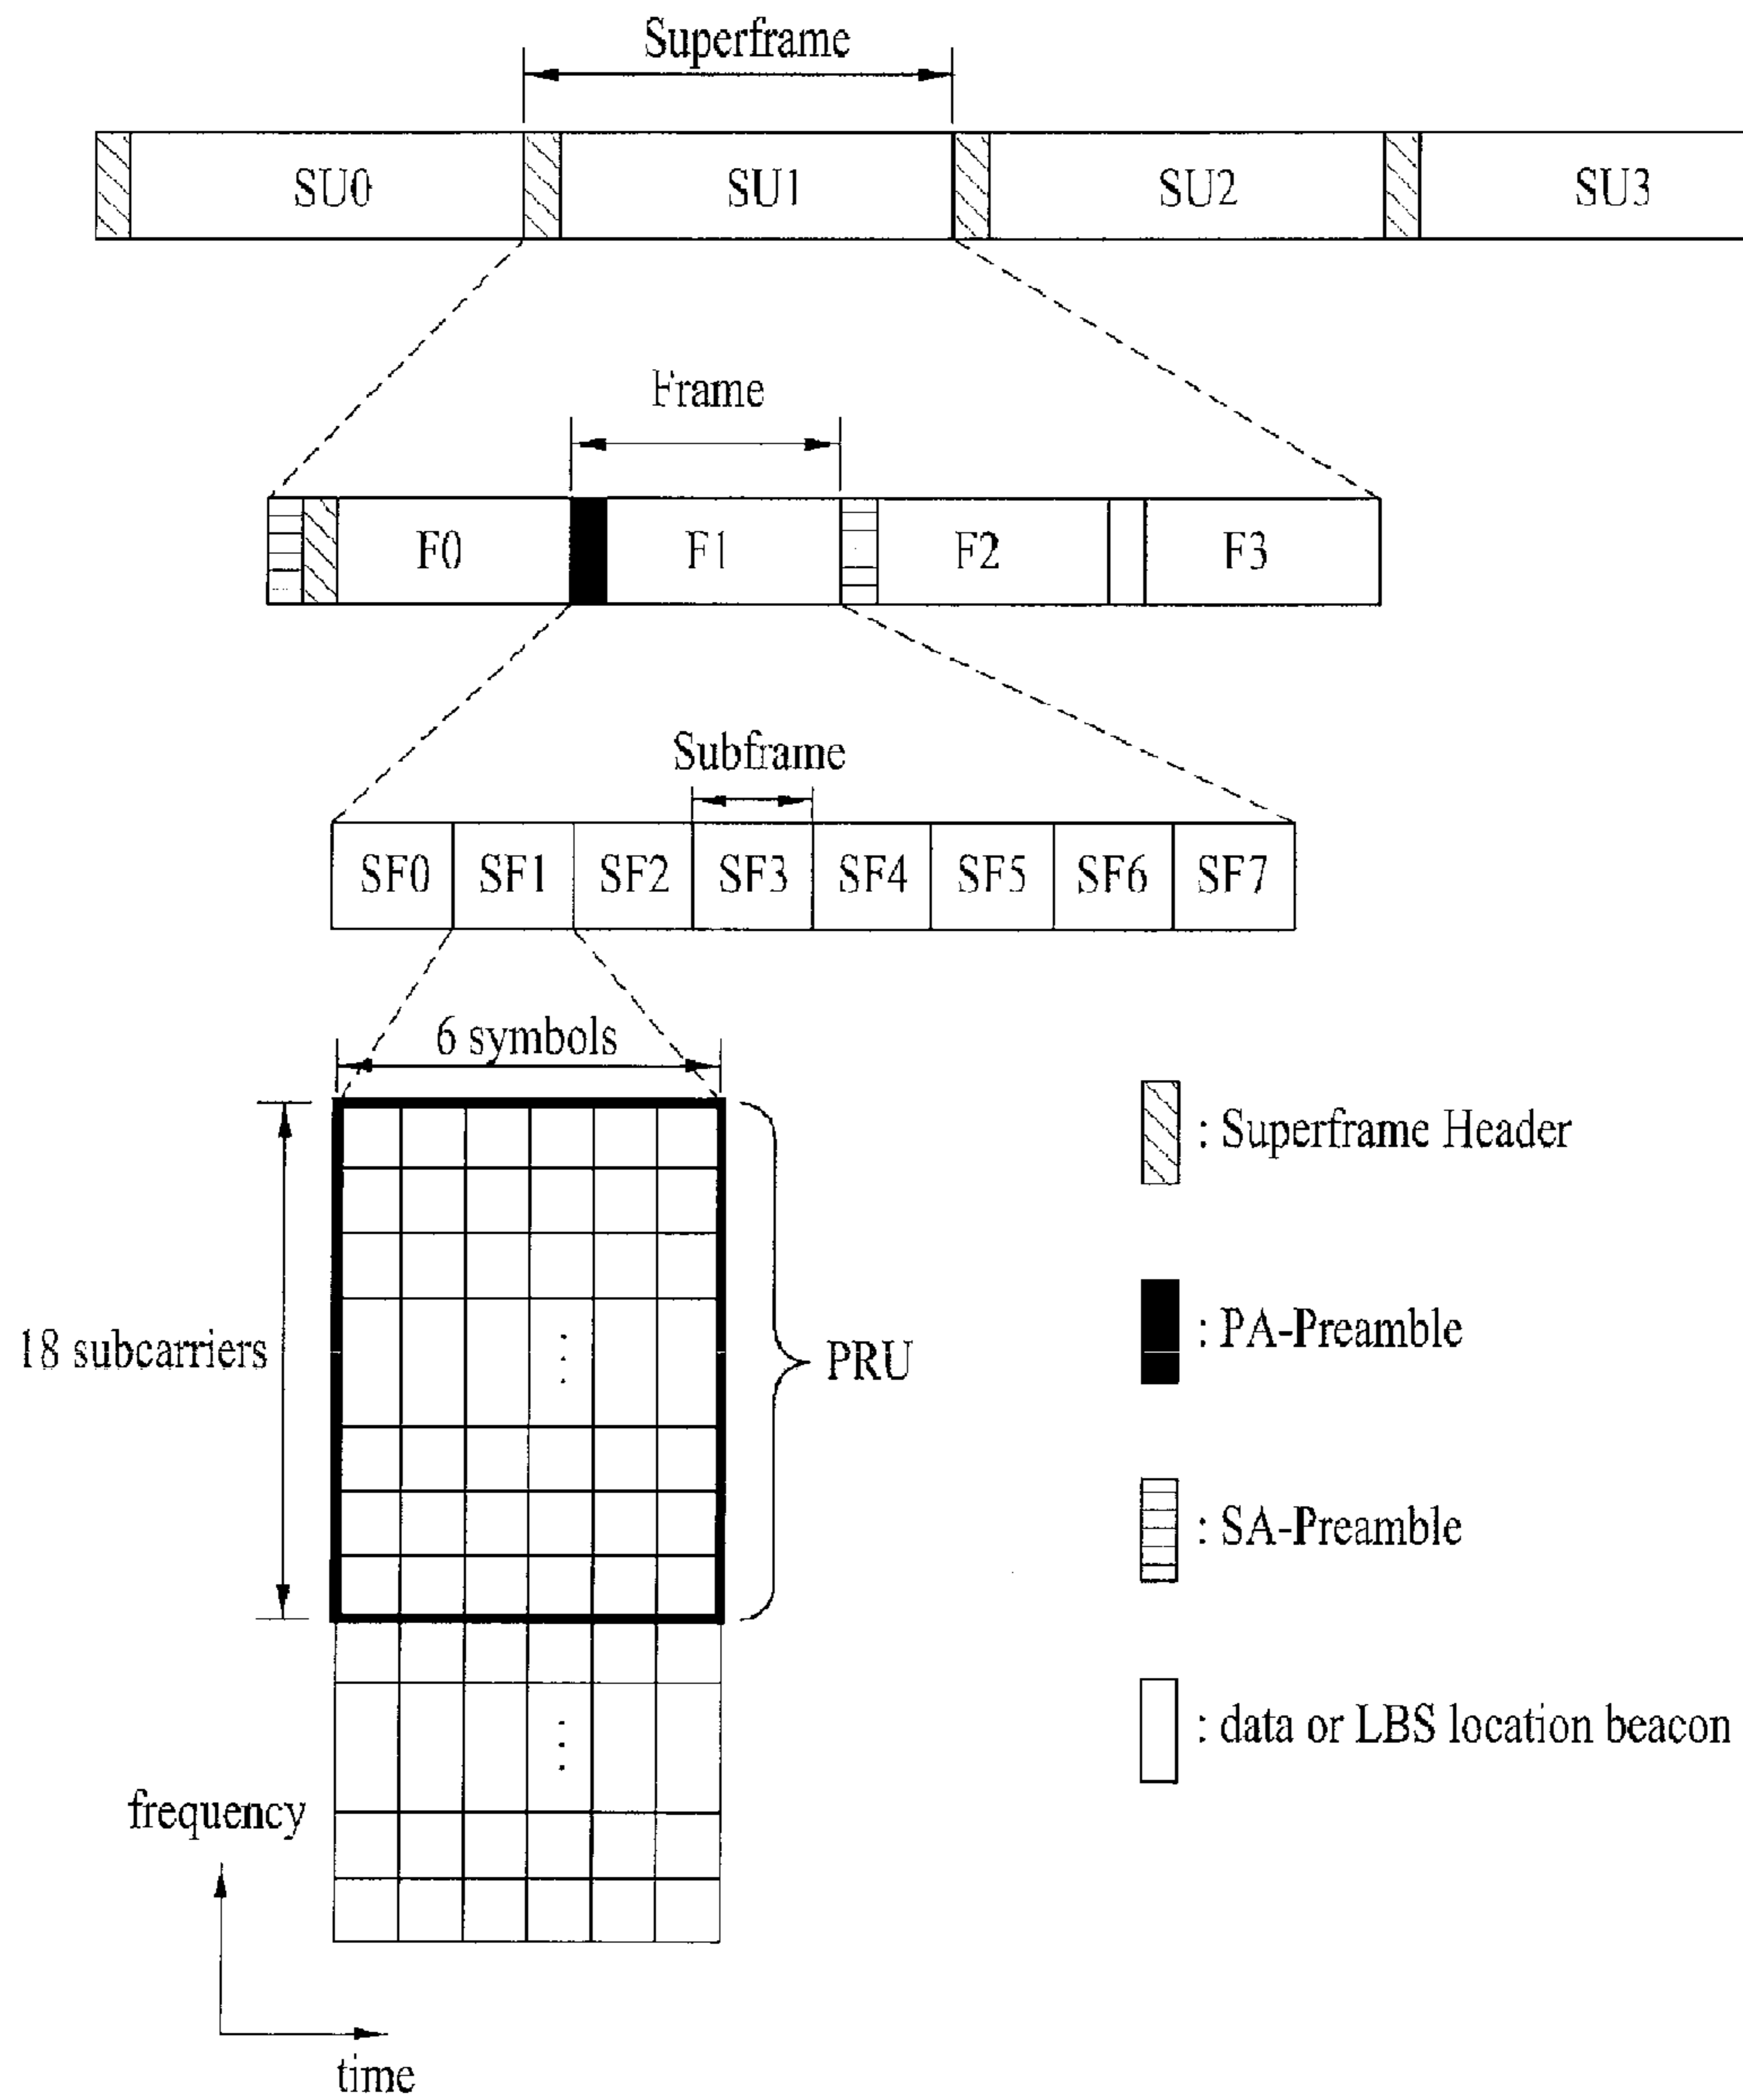 Superframe
SU0 SU1 SU2 SU3
Frame
F0 F1 F2 F3
Subframe
SF0 SF1 SF2 SF3 SF4 SF5 SF6 SF7
6 symbols
18 subcarriers
PRU
: Superframe Header
: PA-Preamble
: SA-Preamble
: data or LBS location beacon
frequency
time